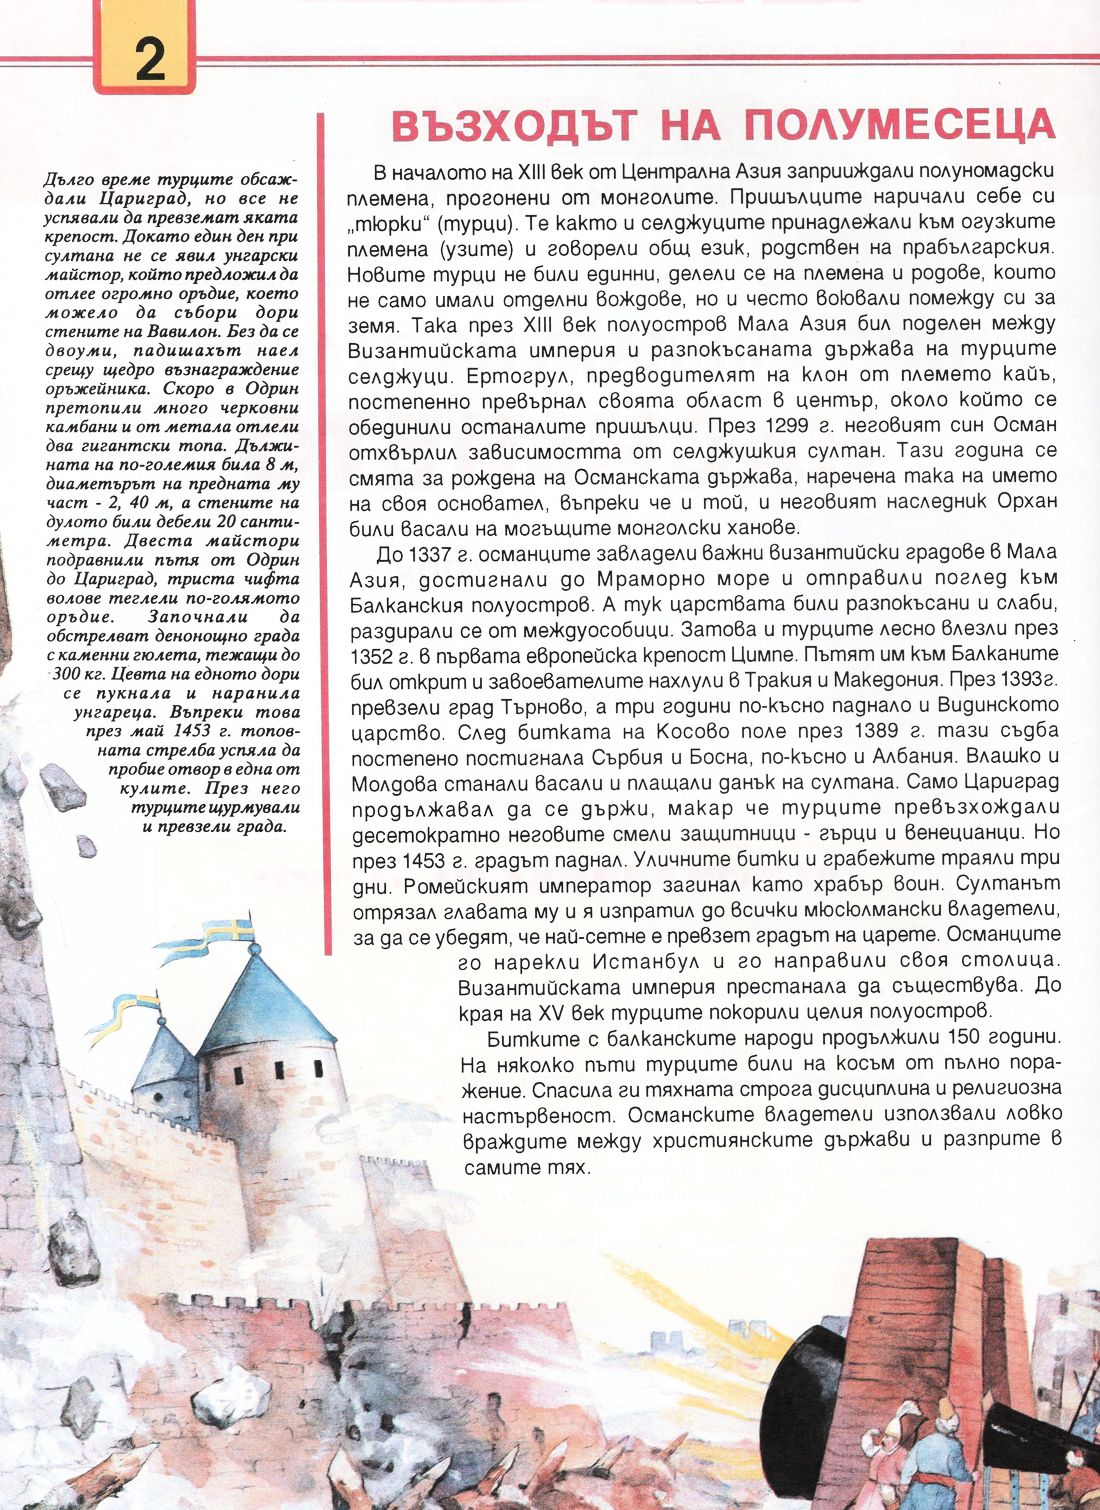 2
ВЪЗХОДЪТ НА ПОЛУМЕСЕЦА
Дълго време турците обсаж-
дали Цариград, но все не
успявали да превземат яката
крепост. Докато един ден при
султана не се явил унгарски
майстор, който предложил да
отлее огромно оръдие, което
можело да събори дори
стените на Вавилон. Без да се
двоуми, падишахът наел
срещу щедро възнаграждение
оръжейника. Скоро в Одрин
претопили много черковни
камбани и от метала отлели
два гигантски топа. Дължи-
ната на по-големия била 8 м,
диаметърът на предната му
част - 2, 40 м, а стените на
дулото били дебели 20 санти-
метра. Двеста майстори
подравнили пътя от Одрин
до Цариград, триста чифта
волове теглели по-голямото
оръдие. Започнали да
обстрелват денонощно града
с каменни гюлета, тежащи до
300 кг. Цевта на едното дори
се пукнала и наранила
унгареца. Въпреки това
през май 1453 г. топов-
ната стрелба успяла да
пробие отвор в една от
кулите. През него
турците щурмували
и превзели града.
В началото на XIII век от Централна Азия заприиждали полуномадски
племена, прогонени от монголите. Пришълците наричали себе си
„тюрки“ (турци). Те както и селджуците принадлежали към огузките
племена (узите) и говорели общ език, родствен на прабългарския.
Новите турци не били единни, делели се на племена и родове, които
не само имали отделни вождове, но и често воювали помежду си за
земя. Така през XIII век полуостров Мала Азия бил поделен между
Византийската империя и разпокъсаната държава на турците
селджуци. Ертогрул, предводителят на клон от племето кайъ,
постепенно превърнал своята област в център, около който се
обединили останалите пришълци. През 1299 г. неговият син Осман
отхвърлил зависимостта от селджушкия султан. Тази година се
смята за рождена на Османската държава, наречена така на името
на своя основател, въпреки че и той, и неговият наследник Орхан
били васали на могъщите монголски ханове.
До 1337 г. османците завладели важни византийски градове в Мала
Азия, достигнали до Мраморно море и отправили поглед към
Балканския полуостров. А тук царствата били разпокъсани и слаби,
раздирали се от междуособици. Затова и турците лесно влезли през
1352 г. в първата европейска крепост Цимпе. Пътят им към Балканите
бил открит и завоевателите нахлули в Тракия и Македония. През 1393г.
превзели град Търново, а три години по-късно паднало и Видинското
царство. След битката на Косово поле през 1389 г. тази съдба
постепено постигнала Сърбия и Босна, по-късно и Албания. Влашко и
Молдова станали васали и плащали данък на султана. Само Цариград
продължавал да се държи, макар че турците превъзхождали
десетократно неговите смели защитници - гърци и венецианци. Но
през 1453 г. градът паднал. Уличните битки и грабежите траяли три
дни. Ромейският император загинал като храбър воин. Султанът
отрязал главата му и я изпратил до всички мюсюлмански владетели,
за да се убедят, че най-сетне е превзет градът на царете. Османците
го нарекли Истанбул и го направили своя столица.
Византийската империя престанала да съществува. До
края на XV век турците покорили целия полуостров.
Битките с балканските народи продължили 150 години.
На няколко пъти турците били на косъм от пълно пора-
жение. Спасила ги тяхната строга дисциплина и религиозна
настървеност. Османските владетели използвали ловко
враждите между християнските държави и разприте в
самите тях.